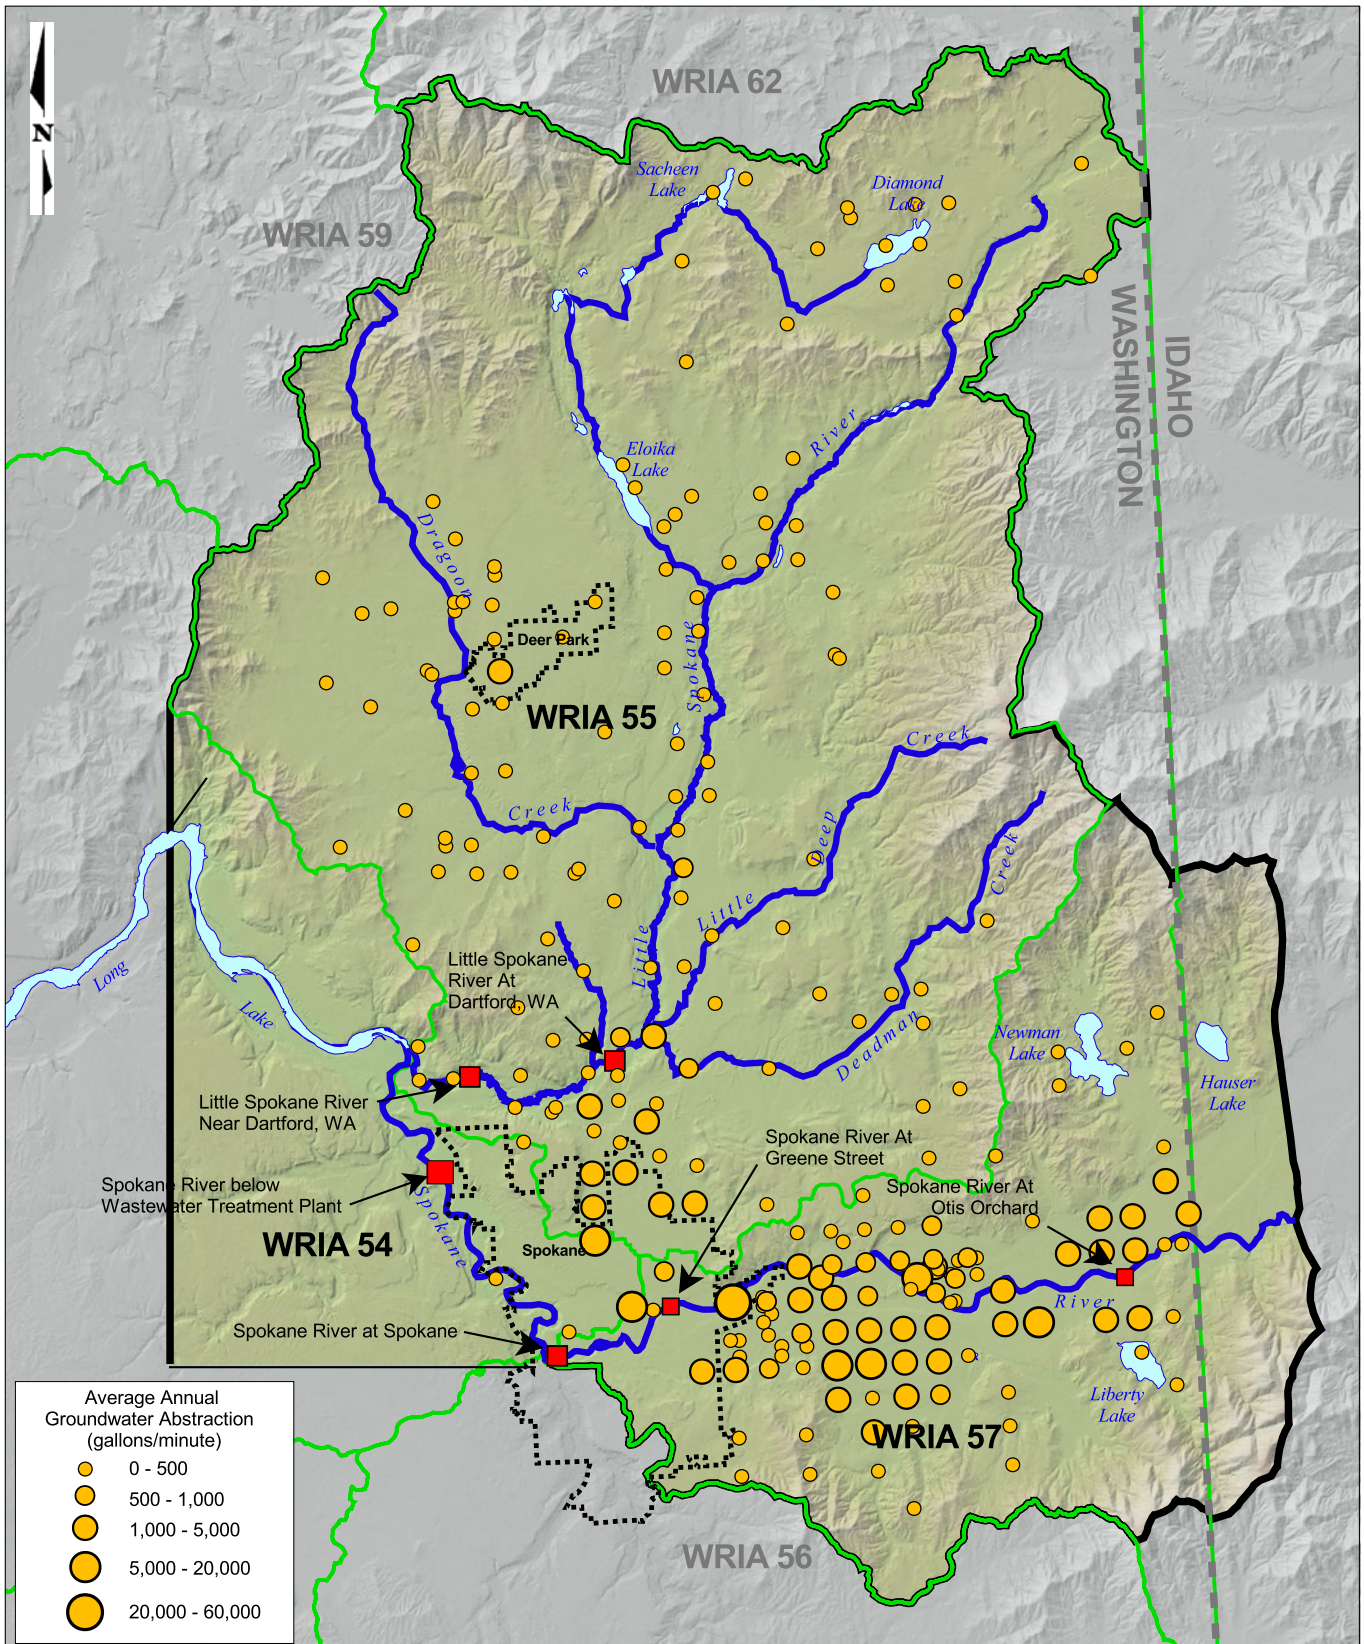 WRIA 62
N
Sacheen
Lake
Diamond
Lake
WRIA 59
WASHINGTON
IDAHO
River
Eloika
Lake
Dragoon
Deer Park
Spokane
WRIA 55
Creek
Creek
Deep
Creek
Little
Little
Little Spokane
River At
Dartford, WA
Long
Lake
Newman
Lake
Deadman
Hauser
Lake
Little Spokane River
Near Dartford, WA
Spokane River At
Greene Street
Spokane River below
Wastewater Treatment Plant
Spokane River At
Otis Orchard
Spokane
WRIA 54
Spokane
River
Spokane River at Spokane
Liberty
Lake
WRIA 57
WRIA 56
Average Annual
Groundwater Abstraction
(gallons/minute)
0 - 500
500 - 1,000
1,000 - 5,000
5,000 - 20,000
20,000 - 60,000